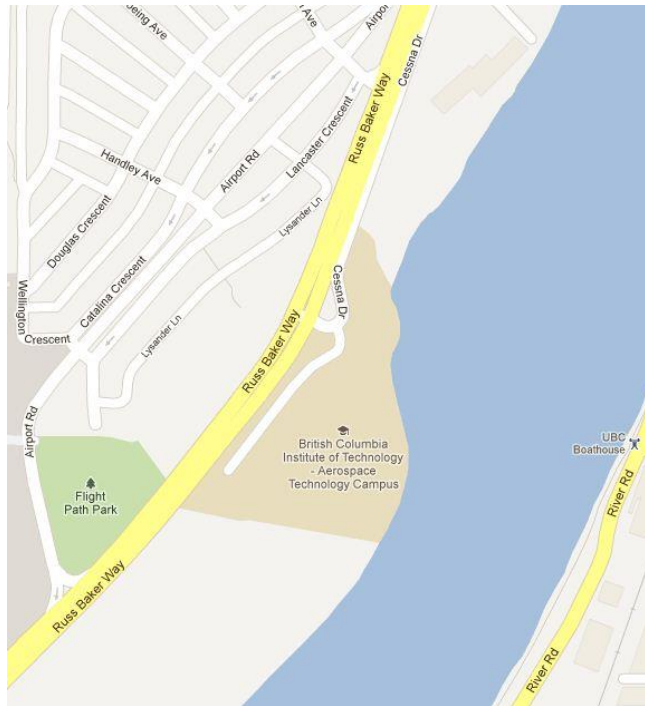 Boeing Ave
Airport
Cessna Dr
Russ Baker Way
Lancaster Crescent
Airport Rd
Handley Ave
Lysander Ln
Douglas Crescent
Cessna Dr
Wellington
Crescent
Catalina Crescent
Lysander Ln
Russ Baker Way
Airport Rd
British Columbia
Institute of Technology
- Aerospace
Technology Campus
UBC
Boathouse
River Rd
Flight
Path Park
Russ Baker Way
River Rd